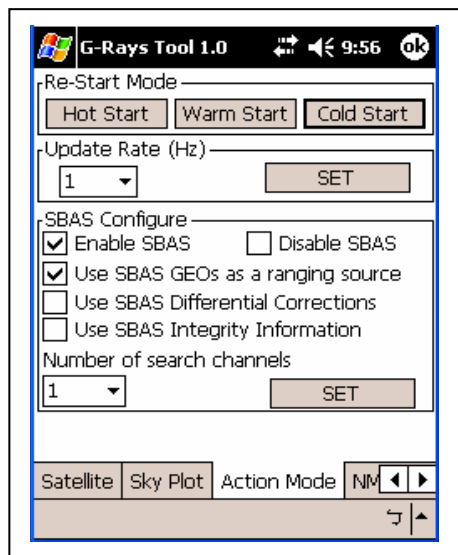 G-Rays Tool 1.0 9:56 ok
Re-Start Mode
Hot Start Warm Start Cold Start
Update Rate (Hz)
1 SET
SBAS Configure
Enable SBAS Disable SBAS
Use SBAS GEOs as a ranging source
Use SBAS Differential Corrections
Use SBAS Integrity Information
Number of search channels
1 SET
Satellite Sky Plot Action Mode NM
ㄅ